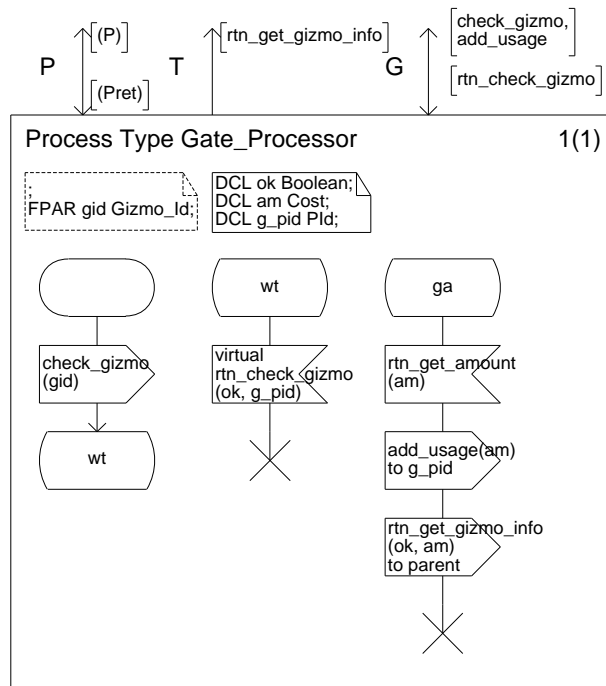 [(P)]
P
[(Pret)]
[rtn_get_gizmo_info]
T
[check_gizmo,
add_usage]
G
[rtn_check_gizmo]
Process Type Gate_Processor
1(1)
;
FPAR gid Gizmo_Id;
DCL ok Boolean;
DCL am Cost;
DCL g_pid PId;
check_gizmo
(gid)
wt
wt
virtual
rtn_check_gizmo
(ok, g_pid)
ga
rtn_get_amount
(am)
add_usage(am)
to g_pid
rtn_get_gizmo_info
(ok, am)
to parent